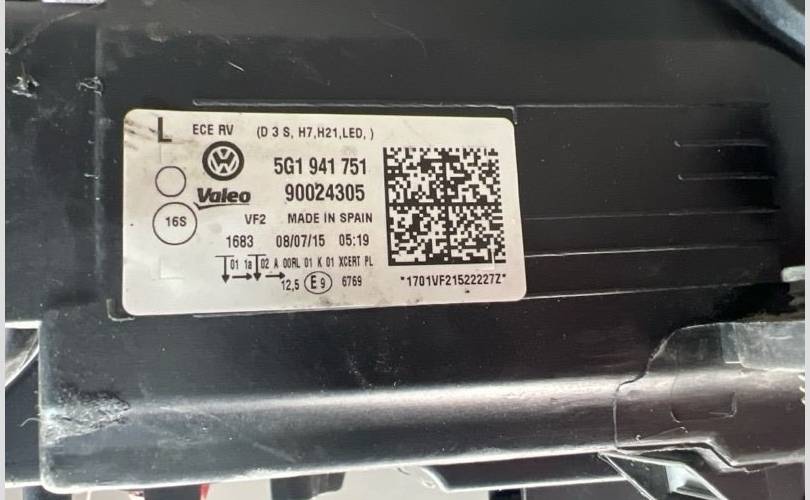 L ECE RV (D 3 S, H7,H21,LED, )
5G1 941 751
Valeo 90024305
16S VF2 MADE IN SPAIN
1683 08/07/15 05:19
01 1a 02 A 00RL 01 K 01 XCERT PL
12,5 E9 6769 *1701VF21522227Z*